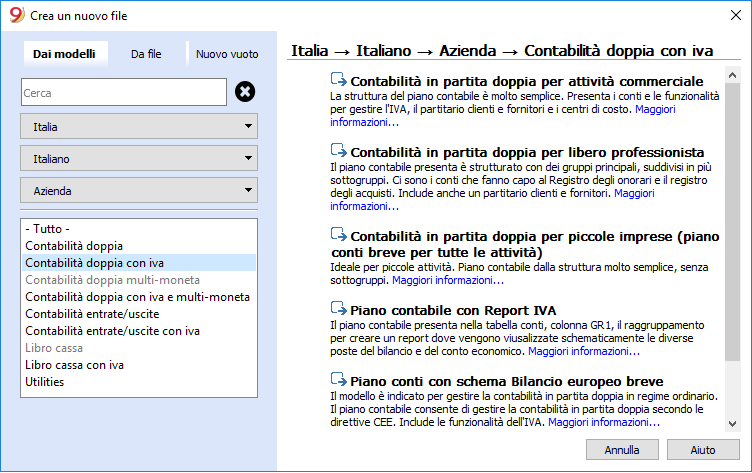 9 Crea un nuovo file
Dai modelli Da file Nuovo vuoto
Cerca
Italia
Italiano
Azienda
- Tutto -
Contabilità doppia
Contabilità doppia con iva
Contabilità doppia multi-moneta
Contabilità doppia con iva e multi-moneta
Contabilità entrate/uscite
Contabilità entrate/uscite con iva
Libro cassa
Libro cassa con iva
Utilities
Italia → Italiano → Azienda → Contabilità doppia con iva
Contabilità in partita doppia per attività commerciale
La struttura del piano contabile è molto semplice. Presenta i conti e le funzionalità
per gestire l'IVA, il partitario clienti e fornitori e i centri di costo. Maggiori
informazioni...
Contabilità in partita doppia per libero professionista
Il piano contabile presenta è strutturato con dei gruppi principali, suddivisi in più
sottogruppi. Ci sono i conti che fanno capo al Registro degli onorari e il registro
degli acquisti. Include anche un partitario clienti e fornitori. Maggiori
informazioni...
Contabilità in partita doppia per piccole imprese (piano
conti breve per tutte le attività)
Ideale per piccole attività. Piano contabile dalla struttura molto semplice, senza
sottogruppi. Maggiori informazioni...
Piano contabile con Report IVA
Il piano contabile presenta nella tabella conti, colonna GR1, il raggruppamento
per creare un report dove vengono viusalizzate schematicamente le diverse
poste del bilancio e del conto economico. Maggiori informazioni...
Piano conti con schema Bilancio europeo breve
Il modello è indicato per gestire la contabilità in partita doppia in regime ordinario.
Il piano contabile consente di gestire la contabilità in partita doppia secondo le
direttive CEE. Include le funzionalità dell'IVA. Maggiori informazioni...
Annulla Aiuto